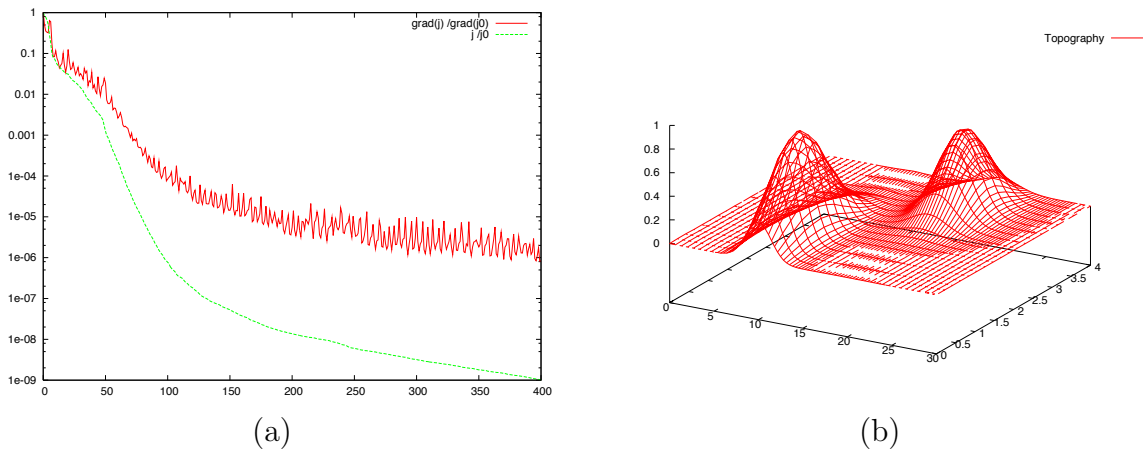 grad(j) /grad(j0)
j /j0
1
0.1
0.01
0.001
1e-04
1e-05
1e-06
1e-07
1e-08
1e-09
0 50 100 150 200 250 300 350 400
(a)
Topography
1
0.8
0.6
0.4
0.2
0
0 5 10 15 20 25 30
0 0.5 1 1.5 2 2.5 3 3.5 4
(b)